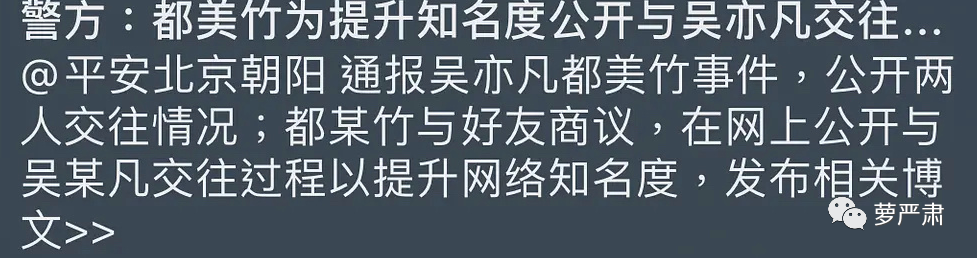 警方：都美竹为提升知名度公开与吴亦凡交往...
@平安北京朝阳 通报吴亦凡都美竹事件，公开两
人交往情况；都某竹与好友商议，在网上公开与
吴某凡交往过程以提升网络知名度，发布相关博
文>>
萝严肃